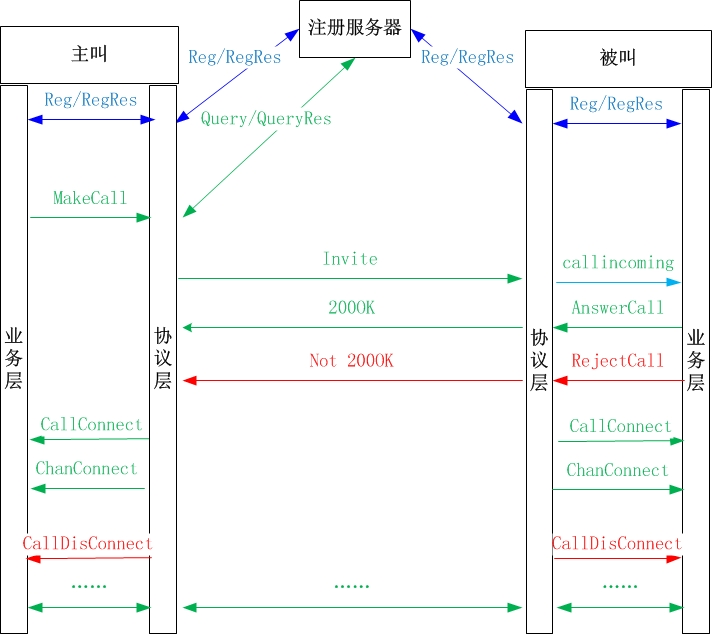 注册服务器
主叫
被叫
Reg/RegRes
Reg/RegRes
Reg/RegRes
Reg/RegRes
Query/QueryRes
MakeCall
Invite
callincoming
200OK
AnswerCall
Not 200OK
RejectCall
业务层
协议层
协议层
业务层
CallConnect
CallConnect
ChanConnect
ChanConnect
CallDisConnect
CallDisConnect
……
……
……